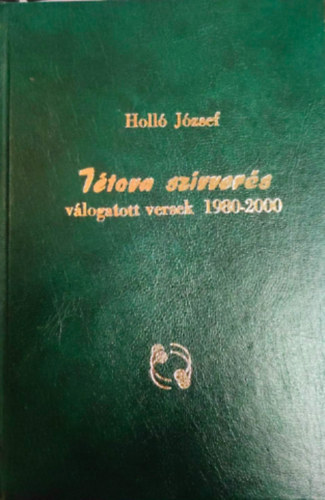 Holló József
Tétova szívverés
válogatott versek 1980-2000